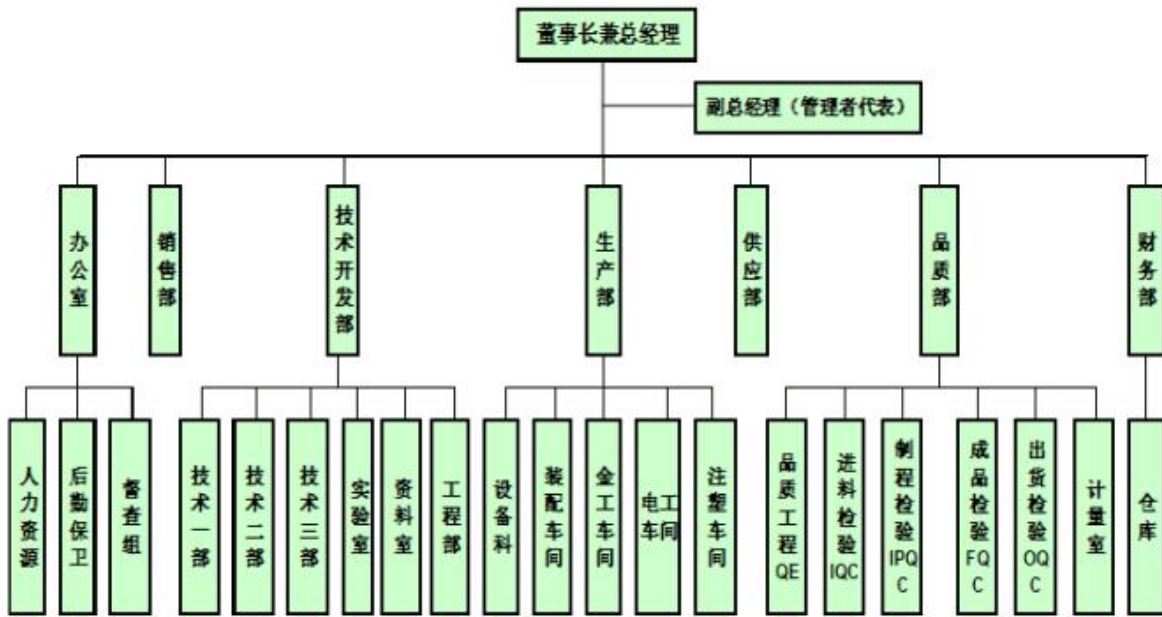 董事长兼总经理
副总经理（管理者代表）
办公室
销售部
技术开发部
生产部
供应部
品质部
财务部
人力资源
后勤保卫
督查组
技术一部
技术二部
技术三部
实验室
资料室
工程部
设备科
装配车间
金工车间
电工车间
注塑车间
品质工程QE
进料检验IQC
制程检验IPQC
成品检验FQC
出货检验OQC
计量室
仓库